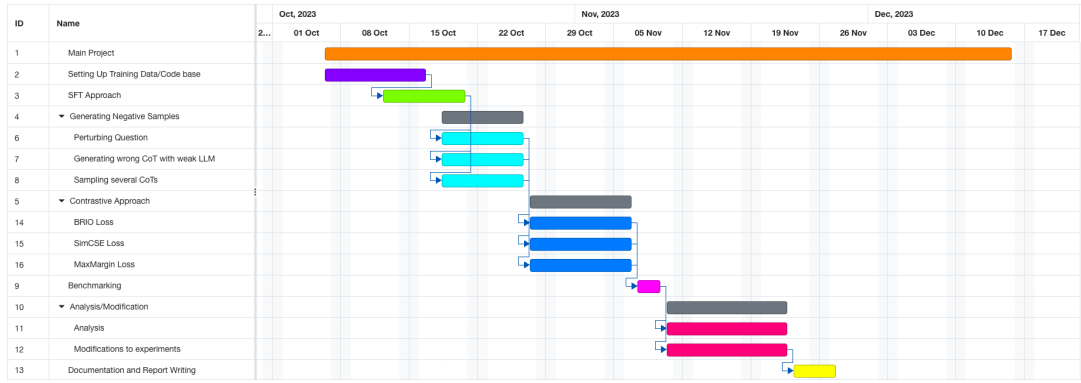 ID Name Oct, 2023 Nov, 2023 Dec, 2023
2... 01 Oct 08 Oct 15 Oct 22 Oct 29 Oct 05 Nov 12 Nov 19 Nov 26 Nov 03 Dec 10 Dec 17 Dec
1 Main Project
2 Setting Up Training Data/Code base
3 SFT Approach
4 Generating Negative Samples
6 Perturbing Question
7 Generating wrong CoT with weak LLM
8 Sampling several CoTs
5 Contrastive Approach
14 BRIO Loss
15 SimCSE Loss
16 MaxMargin Loss
9 Benchmarking
10 Analysis/Modification
11 Analysis
12 Modifications to experiments
13 Documentation and Report Writing